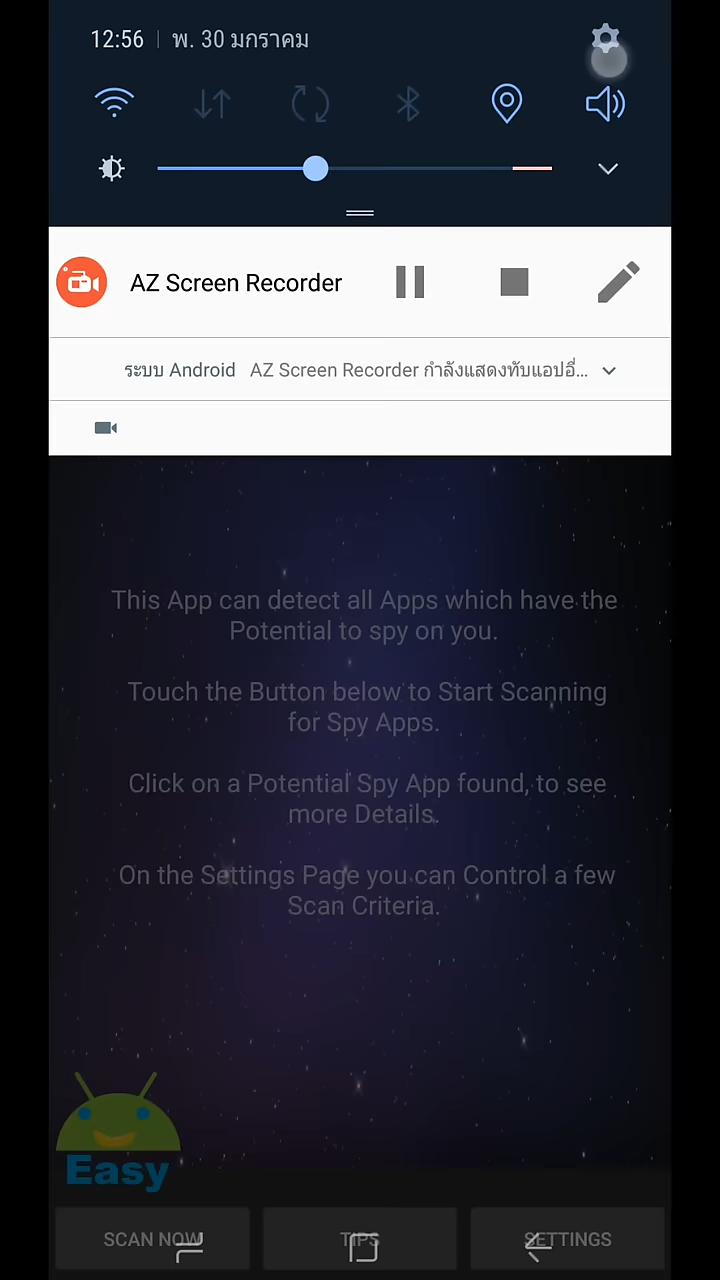 12:56 | พ. 30 มกราคม
AZ Screen Recorder
ระบบ Android AZ Screen Recorder กำลังแสดงทับแอปอื่...
This App can detect all Apps which have the
Potential to spy on you.
Touch the Button below to Start Scanning
for Spy Apps.
Click on a Potential Spy App found, to see
more Details.
On the Settings Page you can Control a few
Scan Criteria.
Easy
SCAN NOW
TIPS
SETTINGS